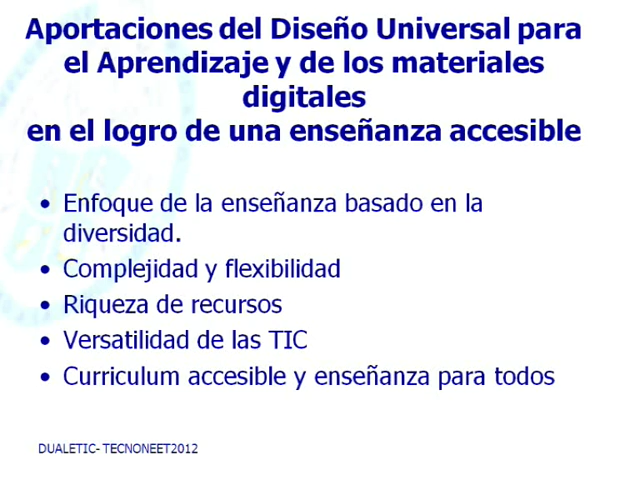 Aportaciones del Diseño Universal para
el Aprendizaje y de los materiales
digitales
en el logro de una enseñanza accesible
• Enfoque de la enseñanza basado en la
diversidad.
• Complejidad y flexibilidad
• Riqueza de recursos
• Versatilidad de las TIC
• Curriculum accesible y enseñanza para todos
DUALETIC- TECNONEET2012